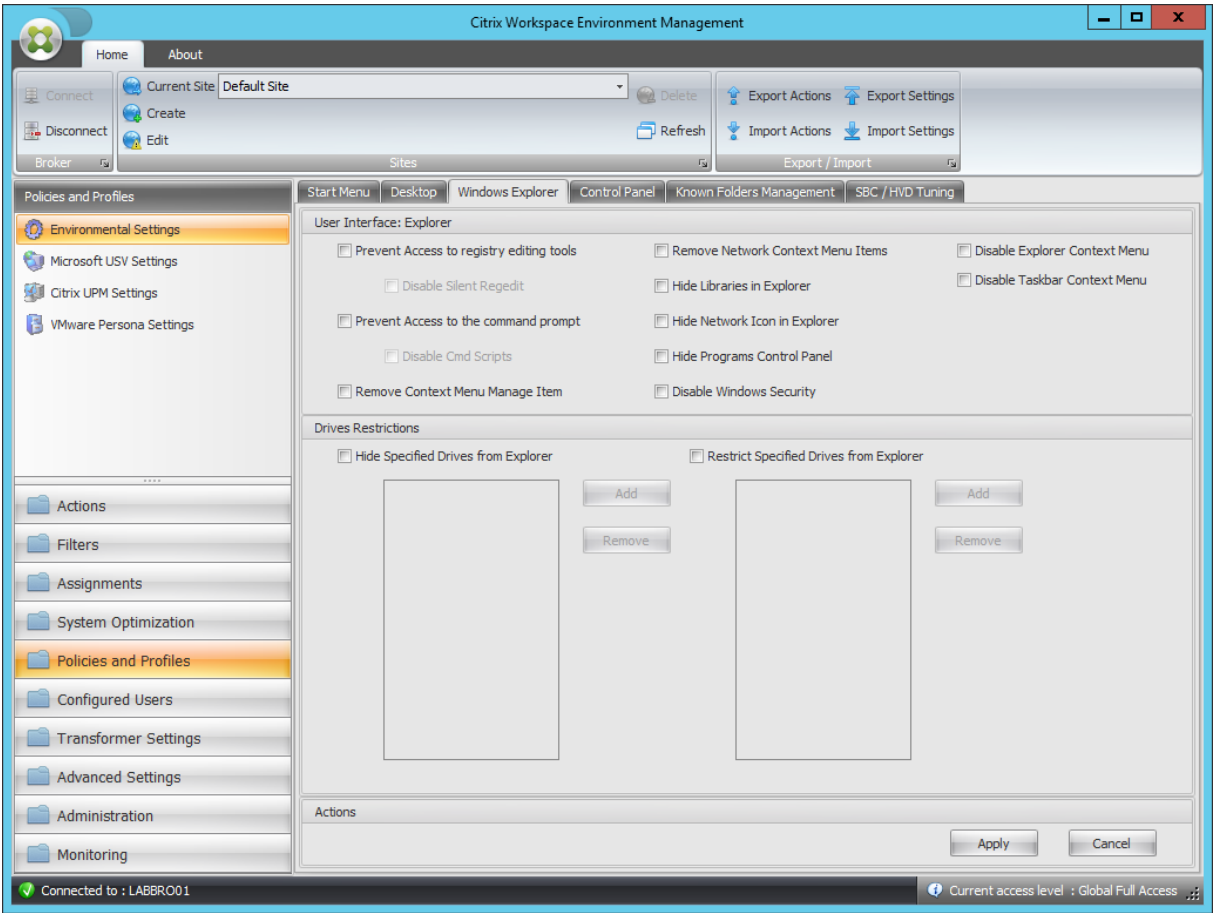 Citrix Workspace Environment Management
Home About
Connect
Disconnect
Broker
Current Site Default Site
Create
Edit
Delete
Refresh
Sites
Export Actions Export Settings
Import Actions Import Settings
Export / Import
Policies and Profiles
Environmental Settings
Microsoft USV Settings
Citrix UPM Settings
VMware Persona Settings
Actions
Filters
Assignments
System Optimization
Policies and Profiles
Configured Users
Transformer Settings
Advanced Settings
Administration
Monitoring
Start Menu Desktop Windows Explorer Control Panel Known Folders Management SBC / HVD Tuning
User Interface: Explorer
Prevent Access to registry editing tools Remove Network Context Menu Items Disable Explorer Context Menu
Disable Silent Regedit Hide Libraries in Explorer Disable Taskbar Context Menu
Prevent Access to the command prompt Hide Network Icon in Explorer
Disable Cmd Scripts Hide Programs Control Panel
Remove Context Menu Manage Item Disable Windows Security
Drives Restrictions
Hide Specified Drives from Explorer Restrict Specified Drives from Explorer
Add Add
Remove Remove
Actions
Apply Cancel
Connected to : LABBRO01 Current access level : Global Full Access